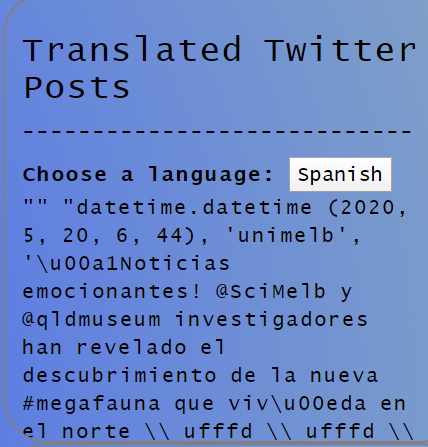 Translated Twitter
Posts
----------------------------
Choose a language: Spanish
"" "datetime.datetime (2020,
5, 20, 6, 44), 'unimelb',
'\u00a1Noticias
emocionantes! @SciMelb y
@qldmuseum investigadores
han revelado el
descubrimiento de la nueva
#megafauna que viv\u00eda en
el norte \\ ufffd \\ ufffd \\